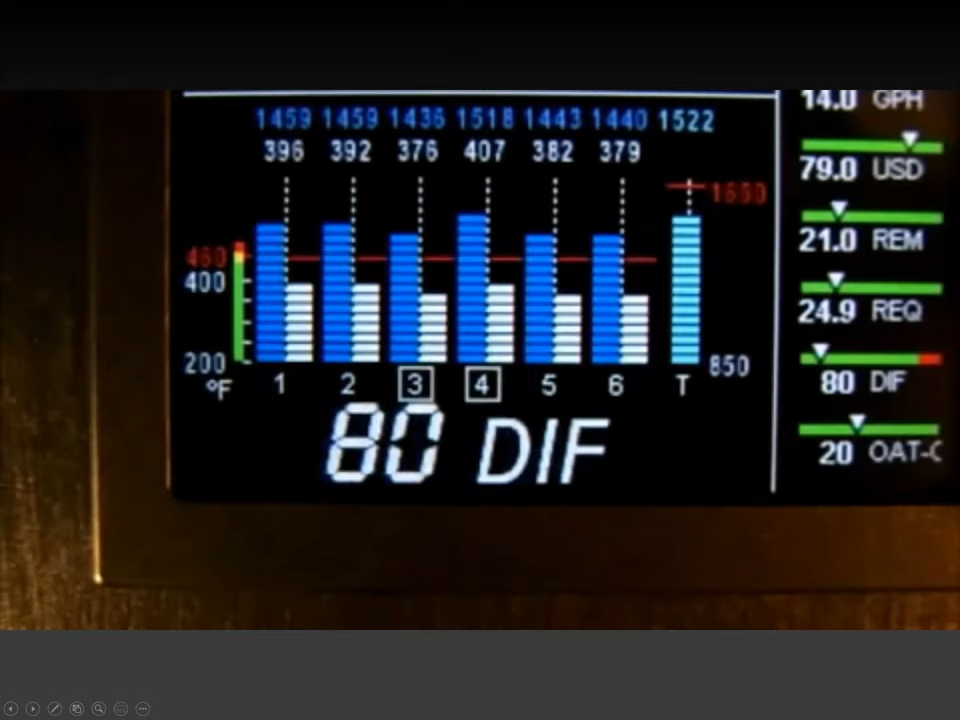 1459 1459 1436 1518 1443 1440 1522
396 392 376 407 382 379
1650
400
200
850
°F 1 2 3 4 5 6 T
80 DIF
14.0 GPH
79.0 USD
21.0 REM
24.9 REQ
80 DIF
20 OAT-C